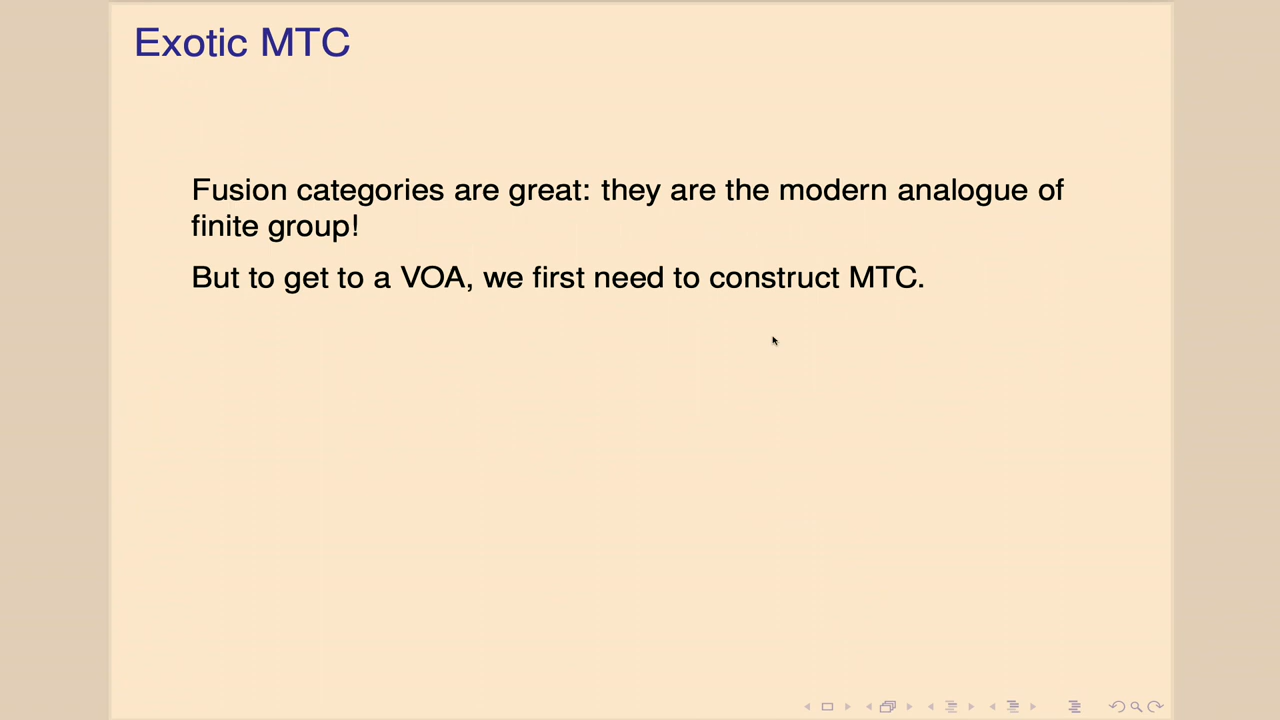 Exotic MTC
Fusion categories are great: they are the modern analogue of
finite group!
But to get to a VOA, we first need to construct MTC.